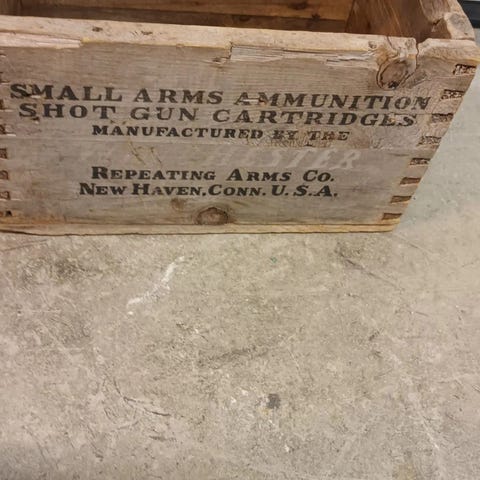 SMALL ARMS AMMUNITION
SHOT GUN CARTRIDGES
MANUFACTURED BY THE
REPEATING ARMS CO.
NEW HAVEN, CONN. U.S.A.